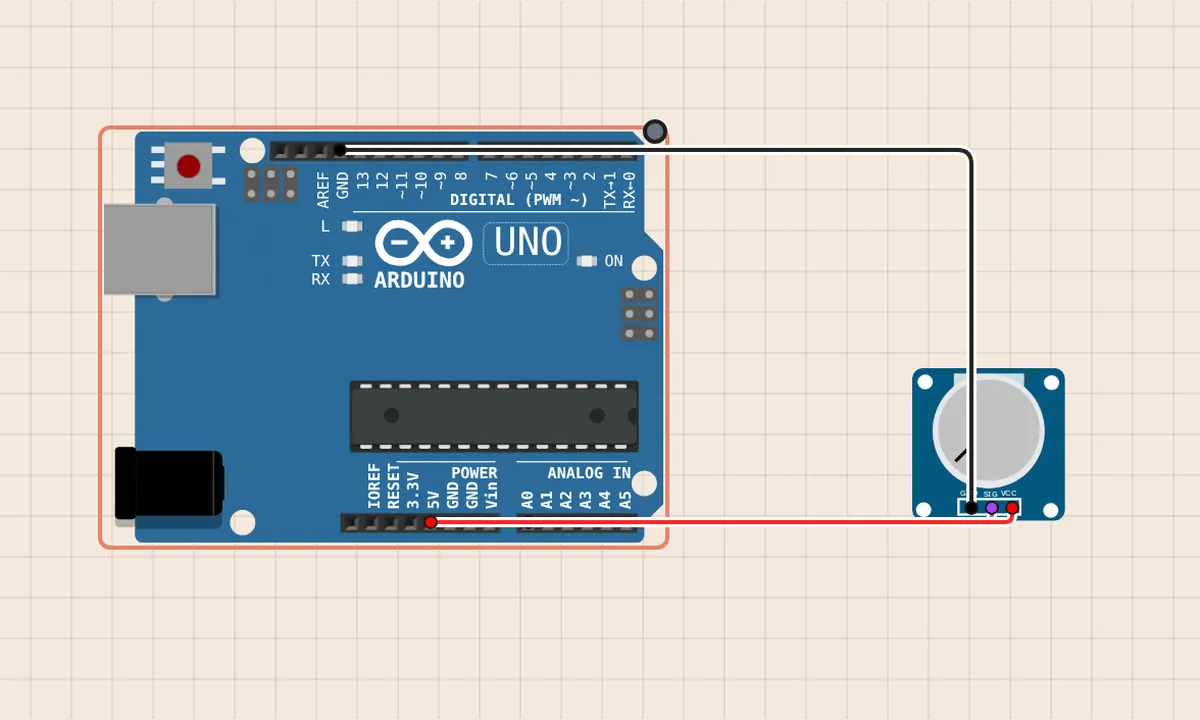 AREF
GND
13
12
~11
~10
~9
8
7
~6
~5
4
~3
2
TX→1
RX←0
DIGITAL (PWM ~)
L
UNO
TX
ON
RX
ARDUINO
POWER
ANALOG IN
IOREF
RESET
3.3V
5V
GND
GND
Vin
A0
A1
A2
A3
A4
A5
SIG
VCC